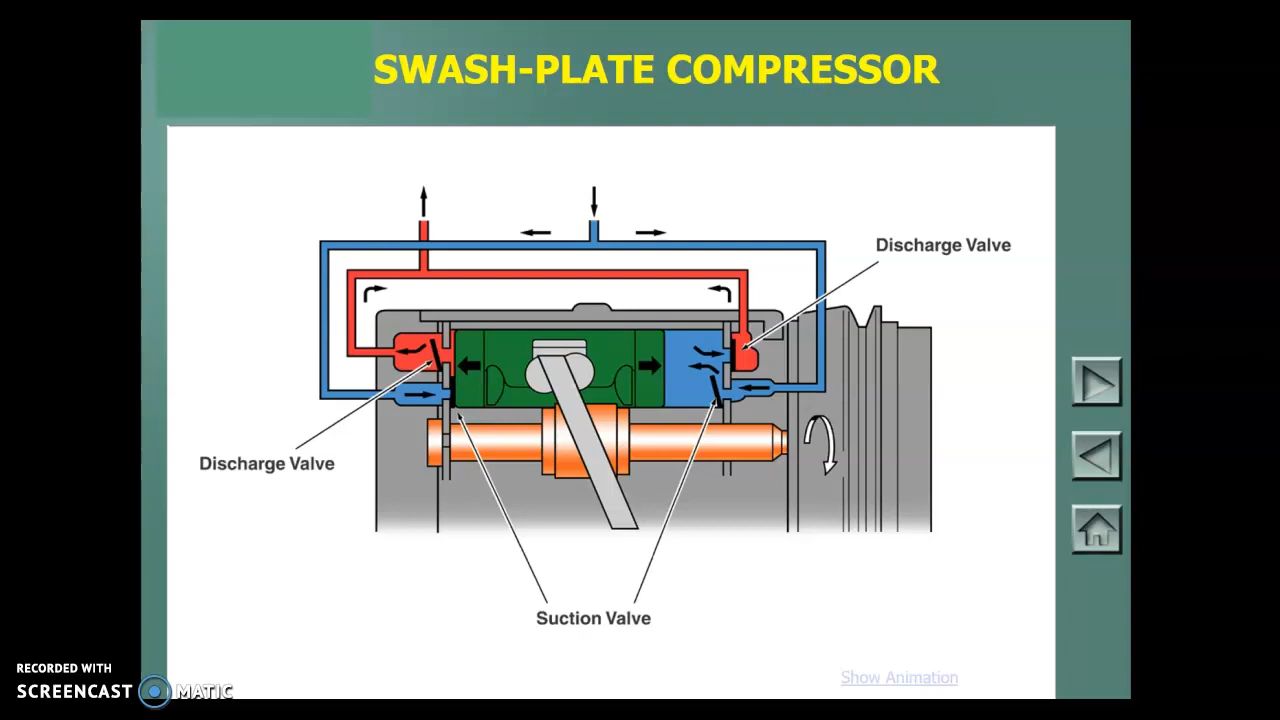 SWASH-PLATE COMPRESSOR
Discharge Valve
Discharge Valve
Suction Valve
Show Animation
RECORDED WITH
SCREENCAST MATIC